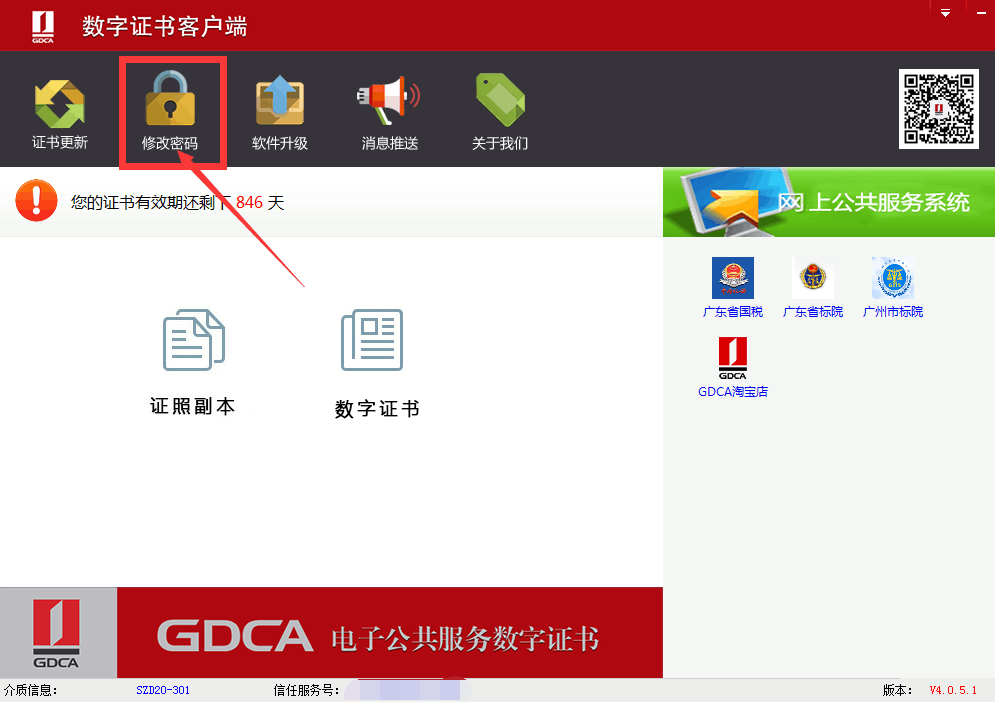 GDCA
数字证书客户端
证书更新
修改密码
软件升级
消息推送
关于我们
您的证书有效期还剩下 846 天
网上公共服务系统
广东省国税
广东省标院
广州市标院
GDCA
GDCA淘宝店
证照副本
数字证书
GDCA
GDCA 电子公共服务数字证书
介质信息: SZD20-301 信任服务号: 版本: V4.0.5.1